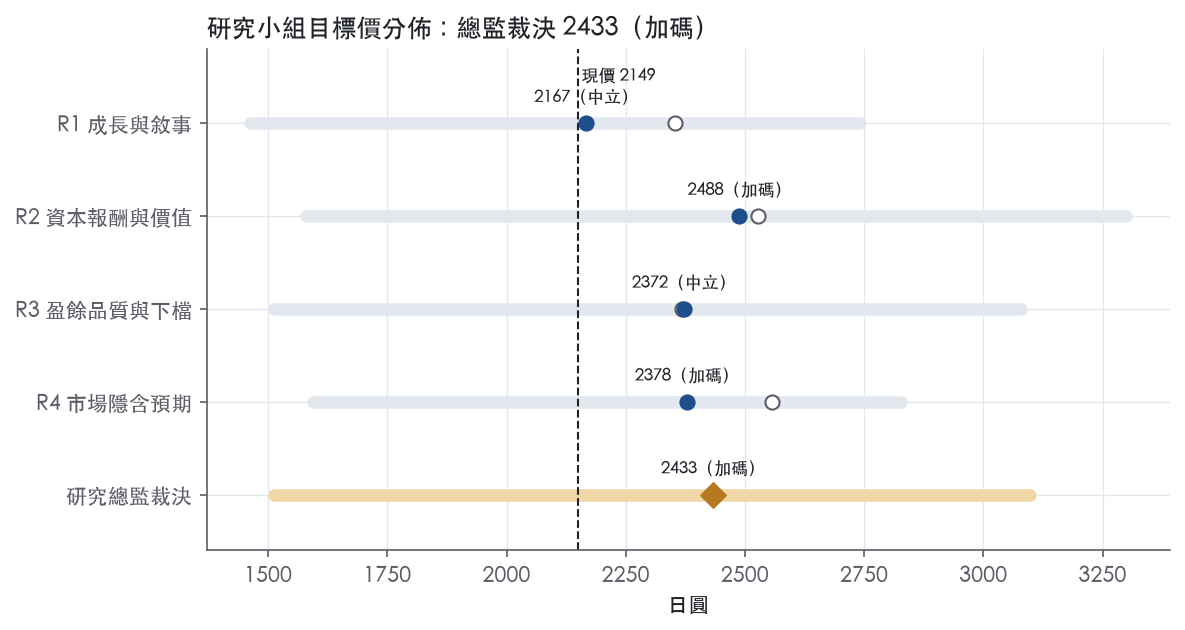 研究小組目標價分佈：總監裁決 2433（加碼）
現價 2149
2167（中立）
R1 成長與敘事
2488（加碼）
R2 資本報酬與價值
2372（中立）
R3 盈餘品質與下檔
2378（加碼）
R4 市場隱含預期
2433（加碼）
研究總監裁決
1500 1750 2000 2250 2500 2750 3000 3250
日圓